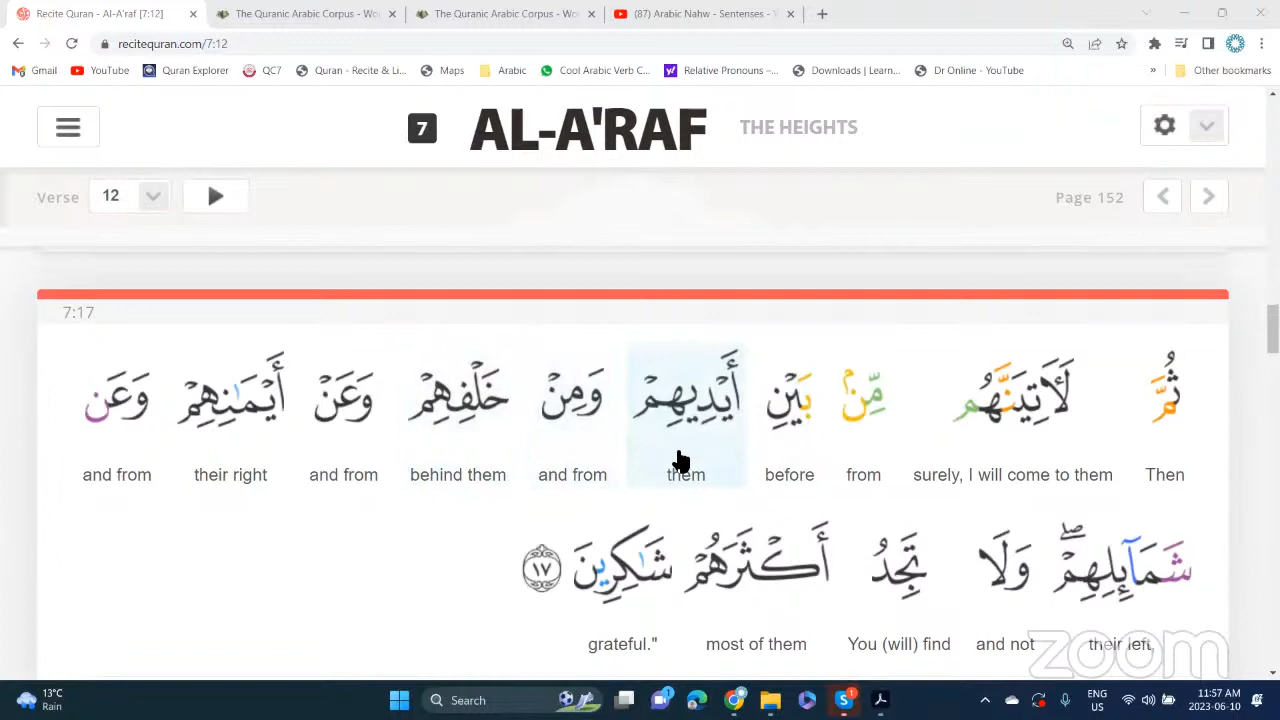 Recite Quran - Al-A'raf [7:12]
The Quranic Arabic Corpus - Wo
The Quranic Arabic Corpus - Wo
(87) Arabic Nahw - Sentences -
recitequran.com/7:12
Gmail YouTube Quran Explorer QC7 Quran - Recite & Li... Maps Arabic Cool Arabic Verb C... Relative Pronouns –... Downloads | Learn... Dr Online - YouTube » Other bookmarks
7 AL-A'RAF THE HEIGHTS
Verse 12 Page 152
7:17
ثُمَّ لَأٓتِيَنَّهُم مِّنۢ بَيْنِ أَيْدِيهِمْ وَمِنْ خَلْفِهِمْ وَعَنْ أَيْمَٰنِهِمْ وَعَن
and from their right and from behind them and from them before from surely, I will come to them Then
شَمَآئِلِهِمْ ۖ وَلَا تَجِدُ أَكْثَرَهُمْ شَٰكِرِينَ ١٧
grateful." most of them You (will) find and not their left,
zoom
13°C
Rain
Search
1
1
ENG
US
11:57 AM
2023-06-10